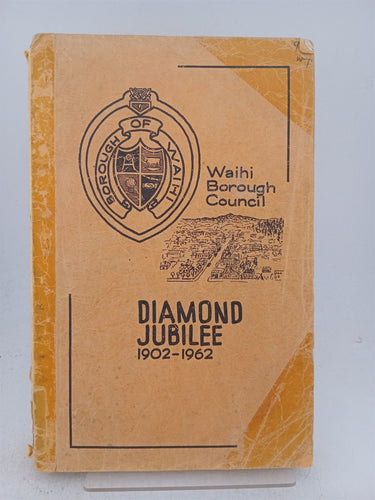 BOROUGH OF WAIHI
Waihi
Borough
Council
DIAMOND
JUBILEE
1902-1962